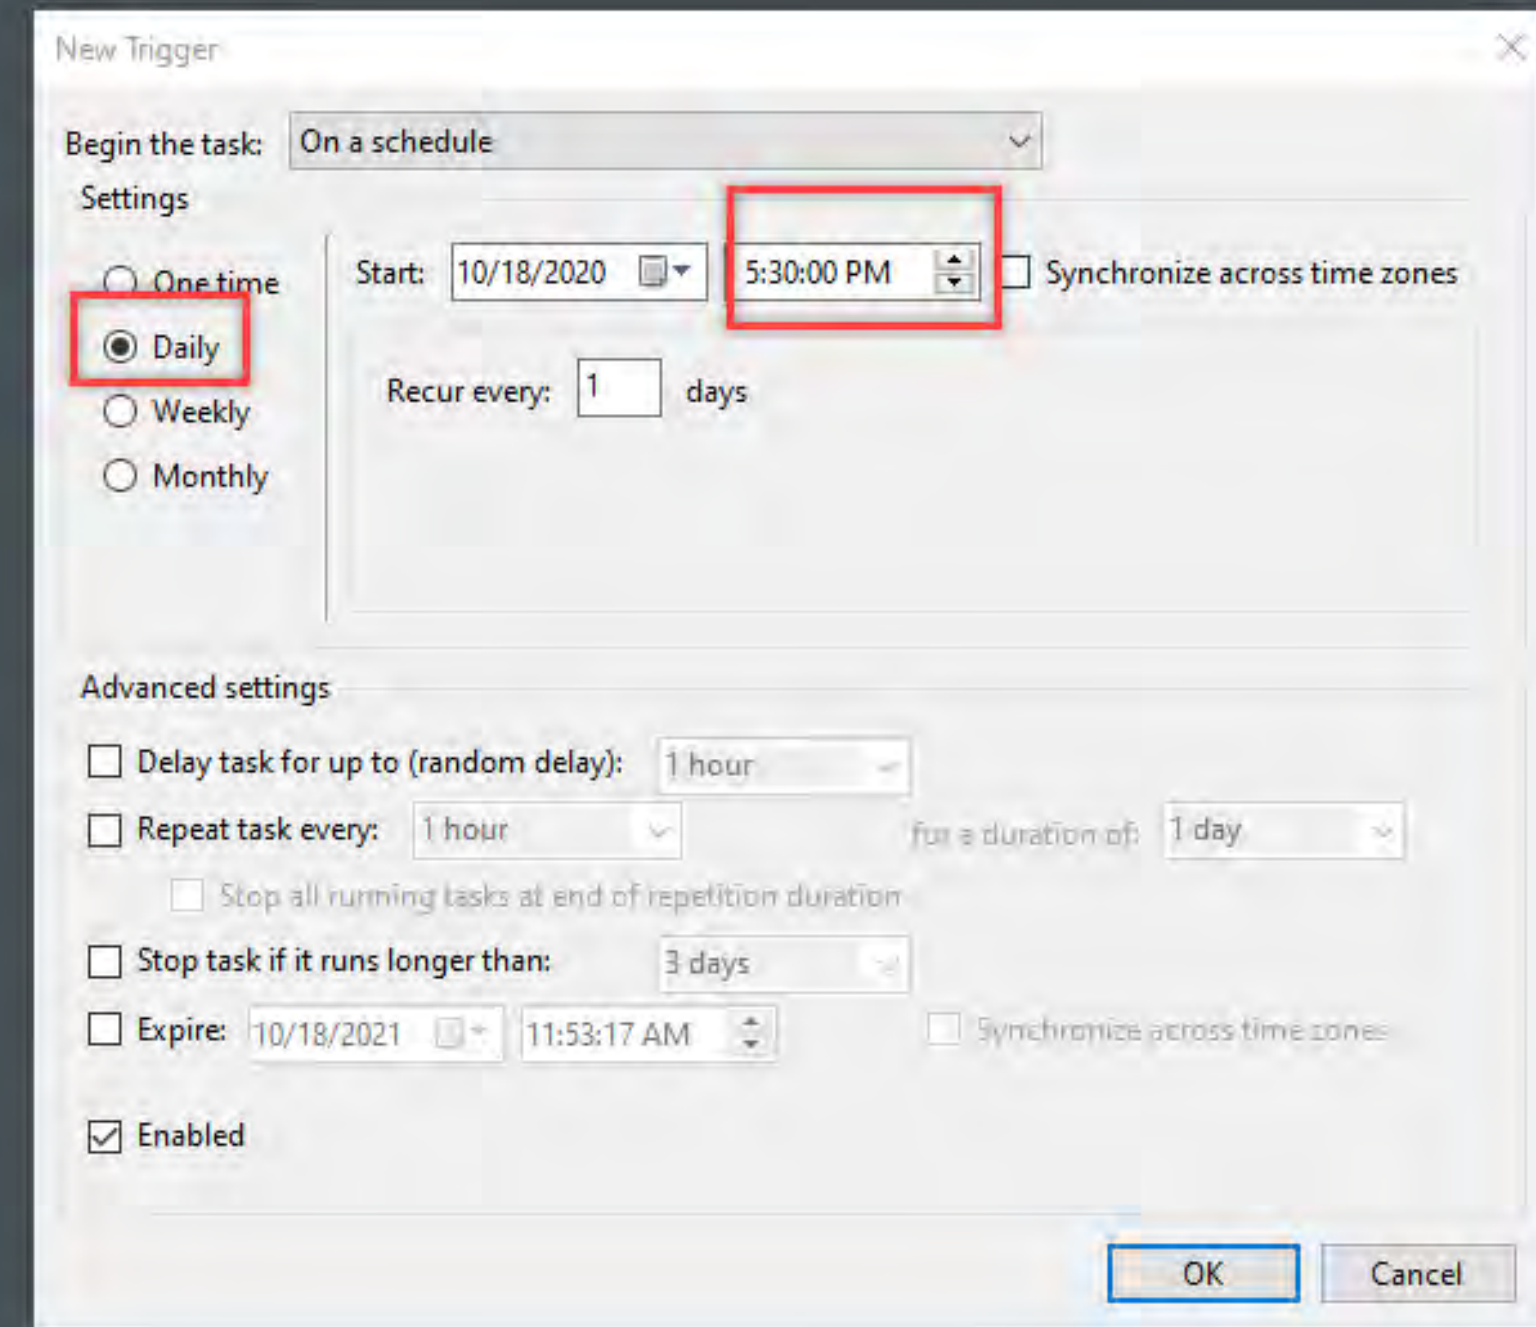 New Trigger
Begin the task: On a schedule
Settings
One time
Daily
Weekly
Monthly
Start: 10/18/2020 5:30:00 PM Synchronize across time zones
Recur every: 1 days
Advanced settings
Delay task for up to (random delay): 1 hour
Repeat task every: 1 hour for a duration of: 1 day
Stop all running tasks at end of repetition duration
Stop task if it runs longer than: 3 days
Expire: 10/18/2021 11:53:17 AM Synchronize across time zones
Enabled
OK Cancel